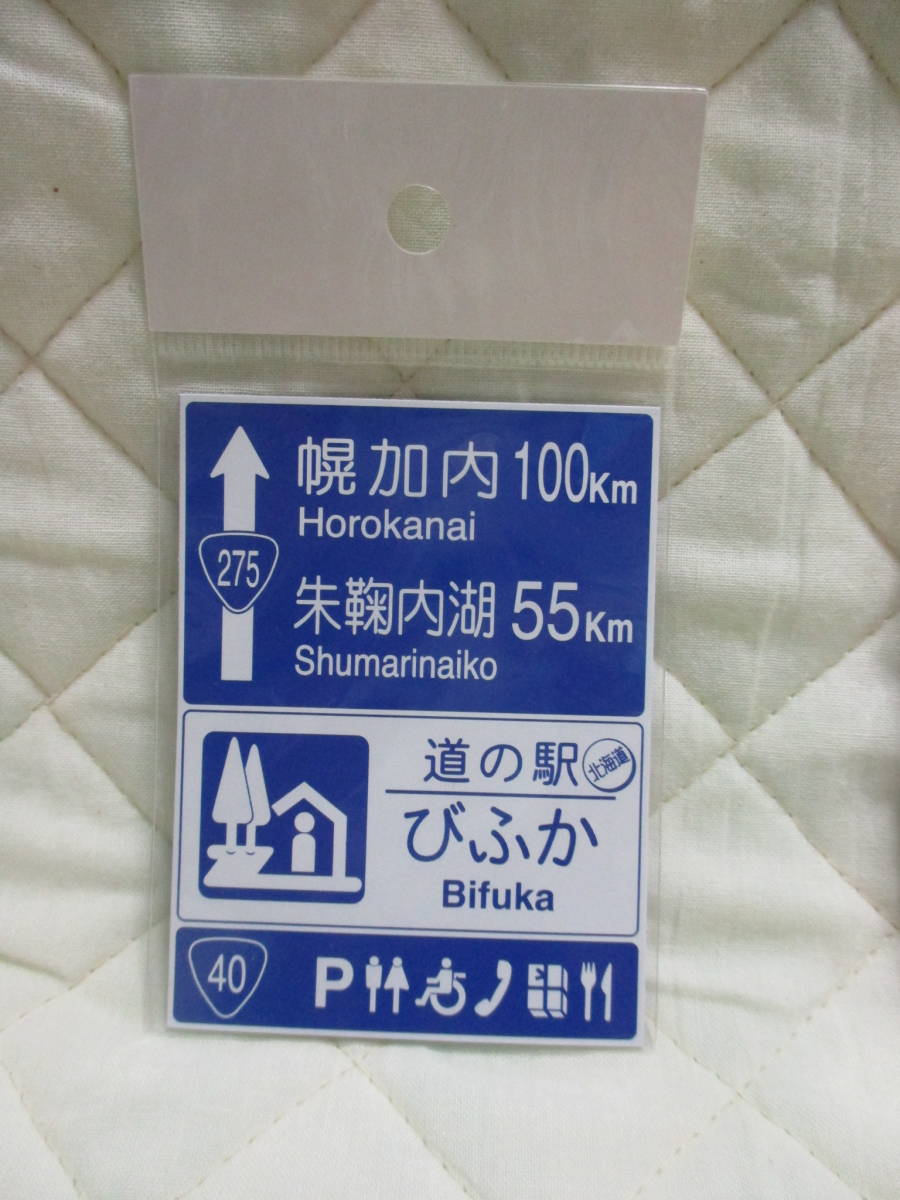 幌加内 100Km
Horokanai
275
朱鞠内湖 55Km
Shumarinaiko
道の駅 北海道
びふか
Bifuka
40 P